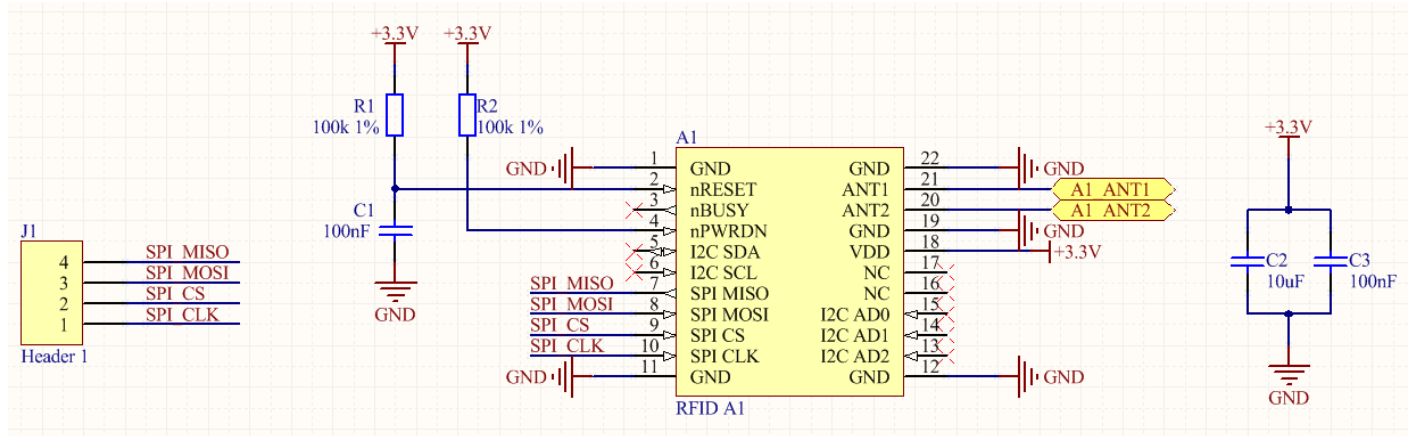 +3.3V +3.3V
R1 R2
100k 1% 100k 1%
C1
100nF
GND
J1
4 SPI_MISO
3 SPI_MOSI
2 SPI_CS
1 SPI_CLK
Header 1
A1
GND 1 GND GND 22 GND
2 nRESET ANT1 21 A1_ANT1
3 nBUSY ANT2 20 A1_ANT2
4 nPWRDN GND 19 GND
5 I2C SDA VDD 18 +3.3V
6 I2C SCL NC 17
SPI_MISO 7 SPI MISO NC 16
SPI_MOSI 8 SPI MOSI I2C AD0 15
SPI_CS 9 SPI CS I2C AD1 14
SPI_CLK 10 SPI CLK I2C AD2 13
GND 11 GND GND 12 GND
RFID A1
+3.3V
C2 C3
10uF 100nF
GND